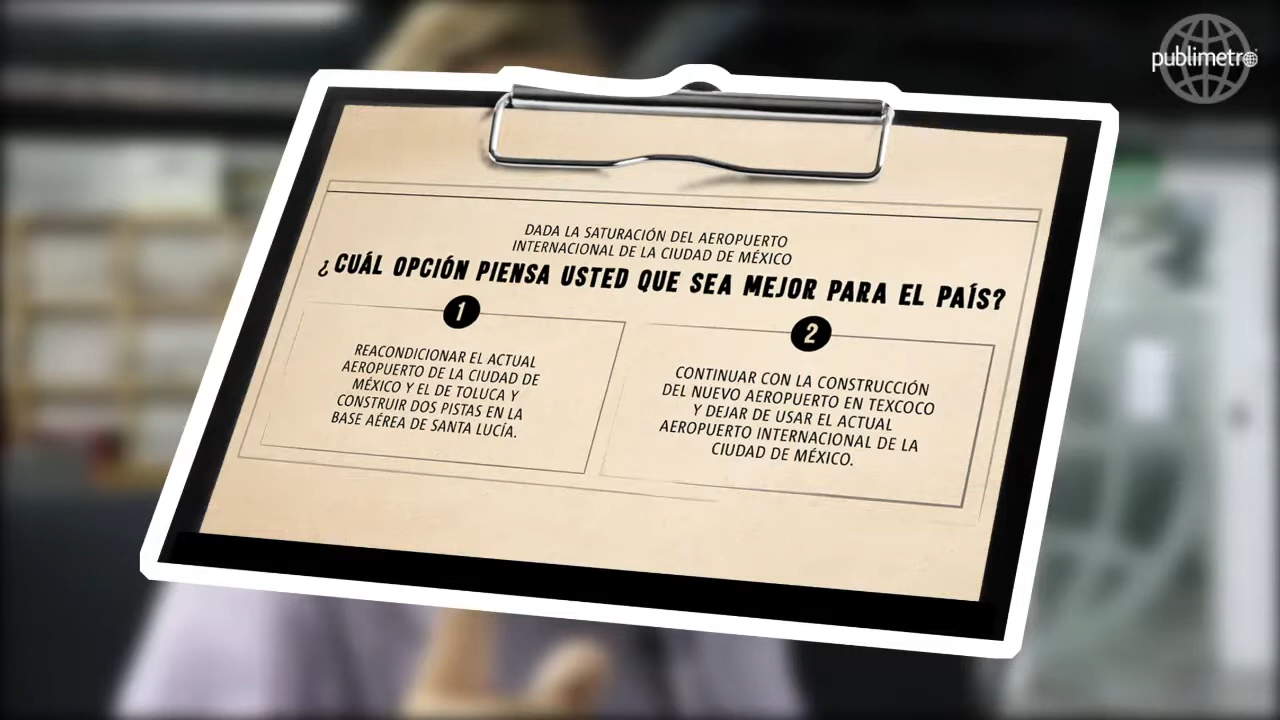 publimetro
DADA LA SATURACIÓN DEL AEROPUERTO
INTERNACIONAL DE LA CIUDAD DE MÉXICO
¿CUÁL OPCIÓN PIENSA USTED QUE SEA MEJOR PARA EL PAÍS?
1
REACONDICIONAR EL ACTUAL
AEROPUERTO DE LA CIUDAD DE
MÉXICO Y EL DE TOLUCA Y
CONSTRUIR DOS PISTAS EN LA
BASE AÉREA DE SANTA LUCÍA.
2
CONTINUAR CON LA CONSTRUCCIÓN
DEL NUEVO AEROPUERTO EN TEXCOCO
Y DEJAR DE USAR EL ACTUAL
AEROPUERTO INTERNACIONAL DE LA
CIUDAD DE MÉXICO.